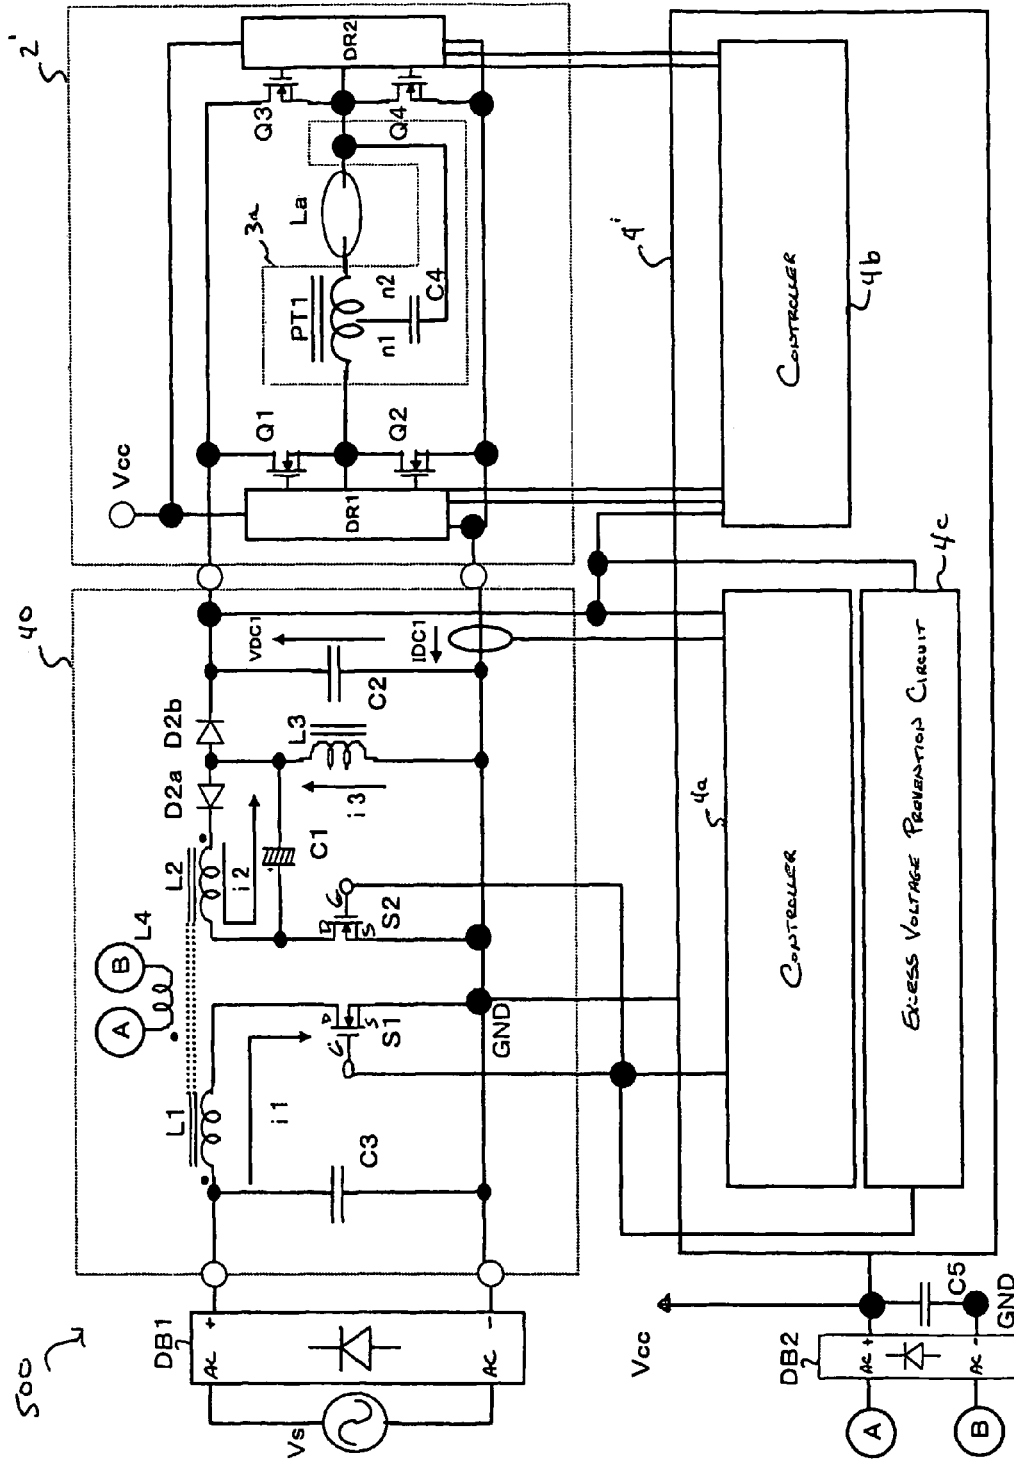 500
40
2'
Vs
DB1
AC +
AC -
L1
A
B
L4
L2
D2a
D2b
i1
i2
C3
G
D
S
S1
D
G
S
S2
C1
L3
i3
C2
VDC1
IDC1
GND
Vcc
DR1
Q1
Q2
PT1
n1
n2
C4
3a
La
Q3
Q4
DR2
4'
4a
CONTROLLER
4b
CONTROLLER
4c
EXCESS VOLTAGE PREVENTION CIRCUIT
Vcc
DB2
AC +
AC -
A
B
C5
GND